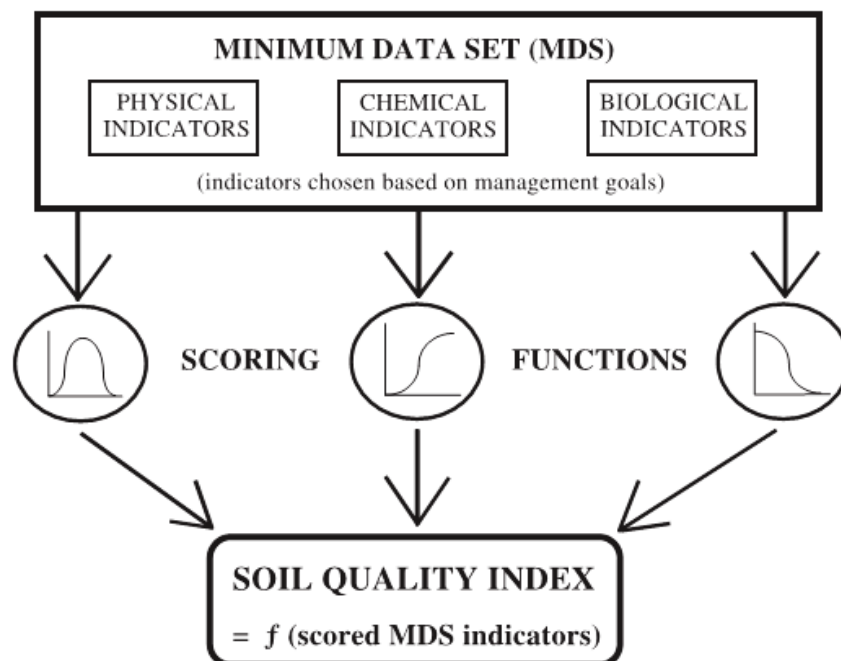 MINIMUM DATA SET (MDS)
PHYSICAL
INDICATORS
CHEMICAL
INDICATORS
BIOLOGICAL
INDICATORS
(indicators chosen based on management goals)
SCORING
FUNCTIONS
SOIL QUALITY INDEX
= f (scored MDS indicators)